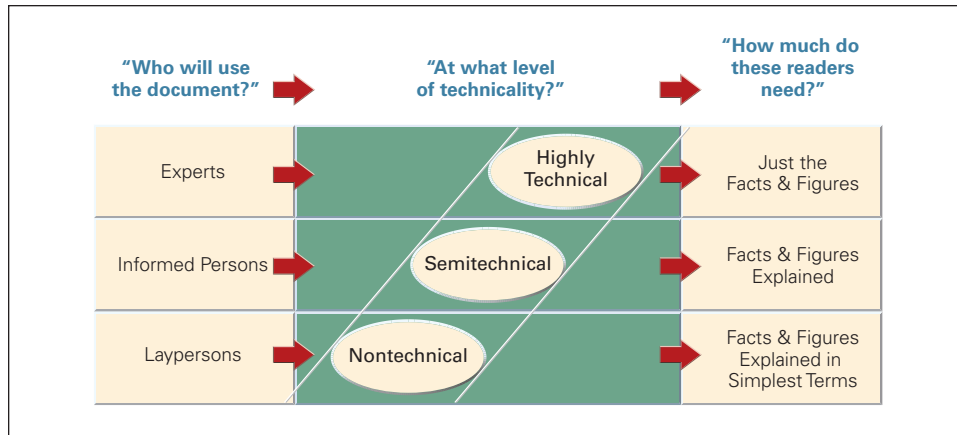 “Who will use
the document?”
“At what level
of technicality?”
“How much do
these readers
need?”
Experts
Highly
Technical
Just the
Facts & Figures
Informed Persons
Semitechnical
Facts & Figures
Explained
Laypersons
Nontechnical
Facts & Figures
Explained in
Simplest Terms